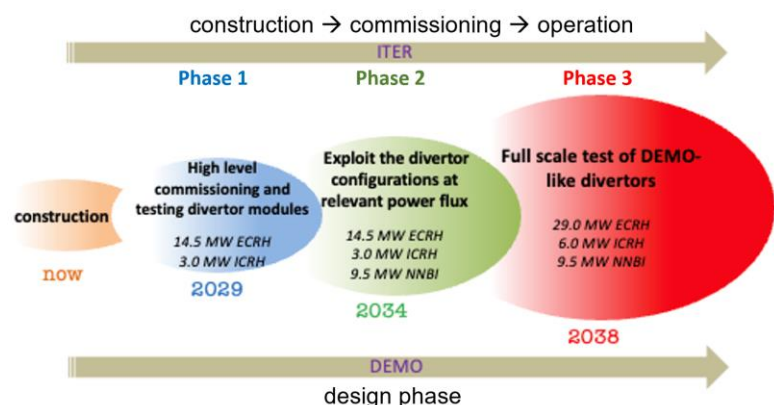 construction → commissioning → operation
ITER
Phase 1
Phase 2
Phase 3
construction
now
High level
commissioning and
testing divertor modules
14.5 MW ECRH
3.0 MW ICRH
2029
Exploit the divertor
configurations at
relevant power flux
14.5 MW ECRH
3.0 MW ICRH
9.5 MW NNBI
2034
Full scale test of DEMO-
like divertors
29.0 MW ECRH
6.0 MW ICRH
9.5 MW NNBI
2038
DEMO
design phase